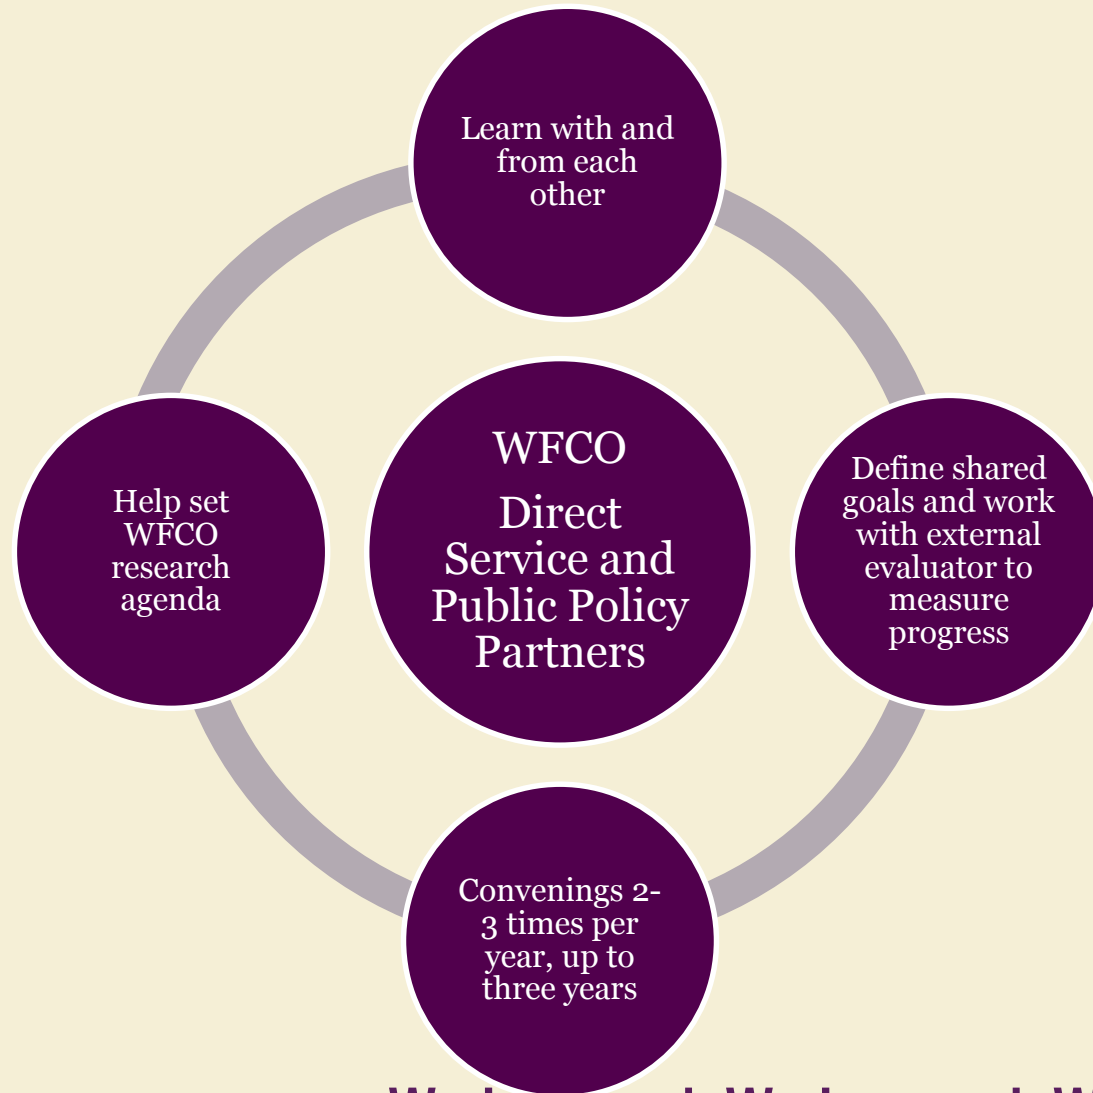 Learn with and
from each
other
WFCO
Direct
Service and
Public Policy
Partners
Help set
WFCO
research
agenda
Define shared
goals and work
with external
evaluator to
measure
progress
Convenings 2-
3 times per
year, up to
three years